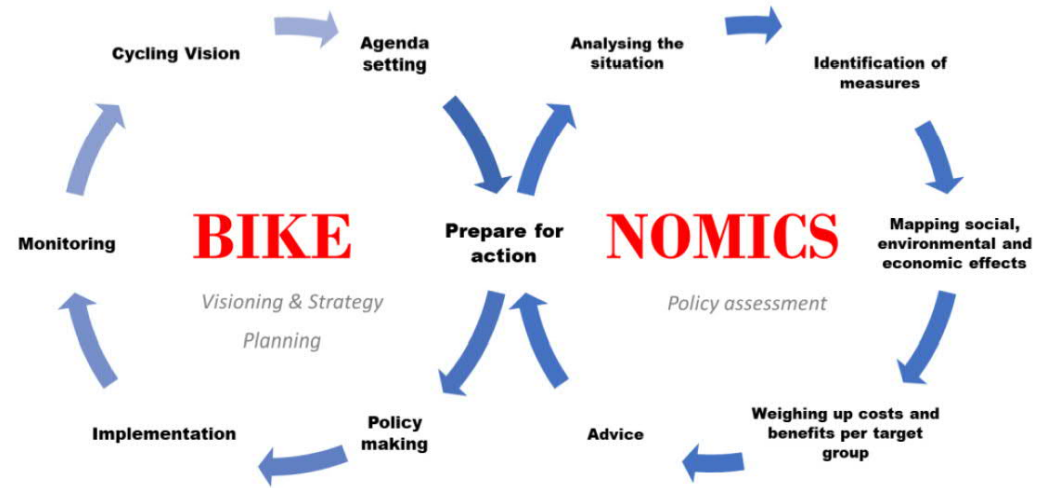 Cycling Vision
Agenda
setting
Analysing the
situation
Identification of
measures
Monitoring
BIKE
Visioning & Strategy
Planning
Prepare for
action
NOMICS
Policy assessment
Mapping social,
environmental and
economic effects
Implementation
Policy
making
Advice
Weighing up costs and
benefits per target
group